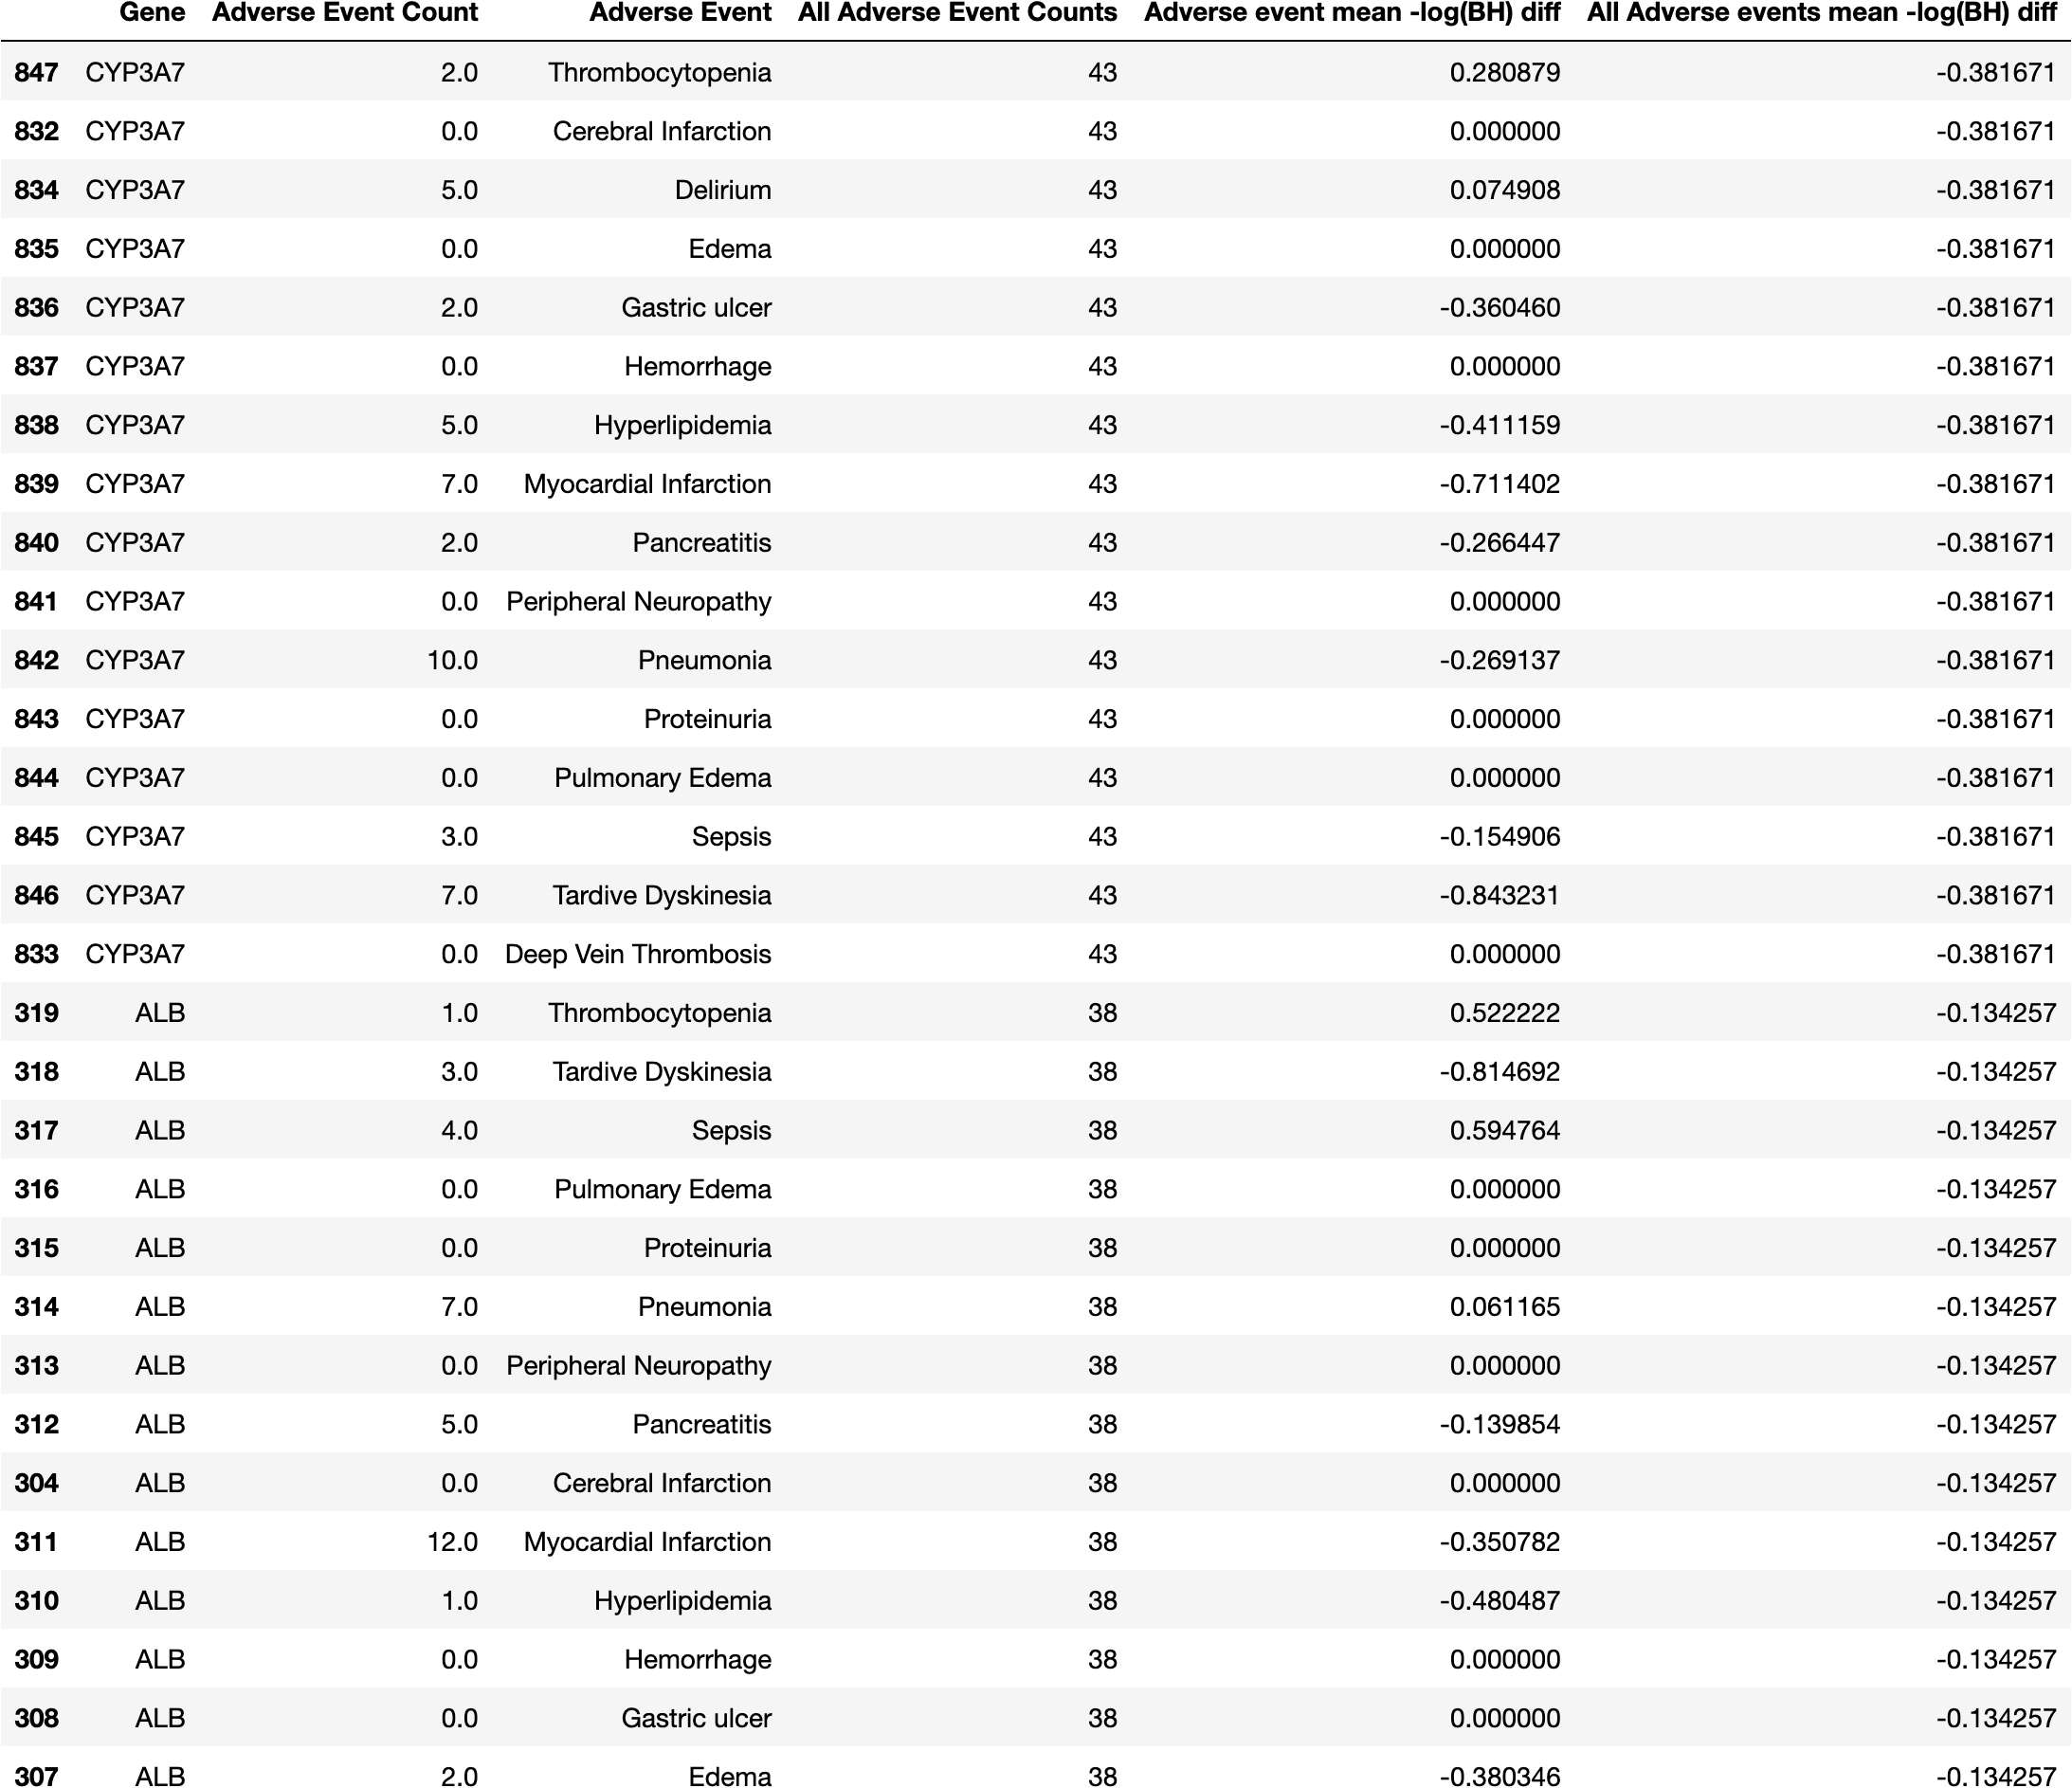 Gene Adverse Event Count Adverse Event All Adverse Event Counts Adverse event mean -log(BH) diff All Adverse events mean -log(BH) diff
847 CYP3A7 2.0 Thrombocytopenia 43 0.280879 -0.381671
832 CYP3A7 0.0 Cerebral Infarction 43 0.000000 -0.381671
834 CYP3A7 5.0 Delirium 43 0.074908 -0.381671
835 CYP3A7 0.0 Edema 43 0.000000 -0.381671
836 CYP3A7 2.0 Gastric ulcer 43 -0.360460 -0.381671
837 CYP3A7 0.0 Hemorrhage 43 0.000000 -0.381671
838 CYP3A7 5.0 Hyperlipidemia 43 -0.411159 -0.381671
839 CYP3A7 7.0 Myocardial Infarction 43 -0.711402 -0.381671
840 CYP3A7 2.0 Pancreatitis 43 -0.266447 -0.381671
841 CYP3A7 0.0 Peripheral Neuropathy 43 0.000000 -0.381671
842 CYP3A7 10.0 Pneumonia 43 -0.269137 -0.381671
843 CYP3A7 0.0 Proteinuria 43 0.000000 -0.381671
844 CYP3A7 0.0 Pulmonary Edema 43 0.000000 -0.381671
845 CYP3A7 3.0 Sepsis 43 -0.154906 -0.381671
846 CYP3A7 7.0 Tardive Dyskinesia 43 -0.843231 -0.381671
833 CYP3A7 0.0 Deep Vein Thrombosis 43 0.000000 -0.381671
319 ALB 1.0 Thrombocytopenia 38 0.522222 -0.134257
318 ALB 3.0 Tardive Dyskinesia 38 -0.814692 -0.134257
317 ALB 4.0 Sepsis 38 0.594764 -0.134257
316 ALB 0.0 Pulmonary Edema 38 0.000000 -0.134257
315 ALB 0.0 Proteinuria 38 0.000000 -0.134257
314 ALB 7.0 Pneumonia 38 0.061165 -0.134257
313 ALB 0.0 Peripheral Neuropathy 38 0.000000 -0.134257
312 ALB 5.0 Pancreatitis 38 -0.139854 -0.134257
304 ALB 0.0 Cerebral Infarction 38 0.000000 -0.134257
311 ALB 12.0 Myocardial Infarction 38 -0.350782 -0.134257
310 ALB 1.0 Hyperlipidemia 38 -0.480487 -0.134257
309 ALB 0.0 Hemorrhage 38 0.000000 -0.134257
308 ALB 0.0 Gastric ulcer 38 0.000000 -0.134257
307 ALB 2.0 Edema 38 -0.380346 -0.134257